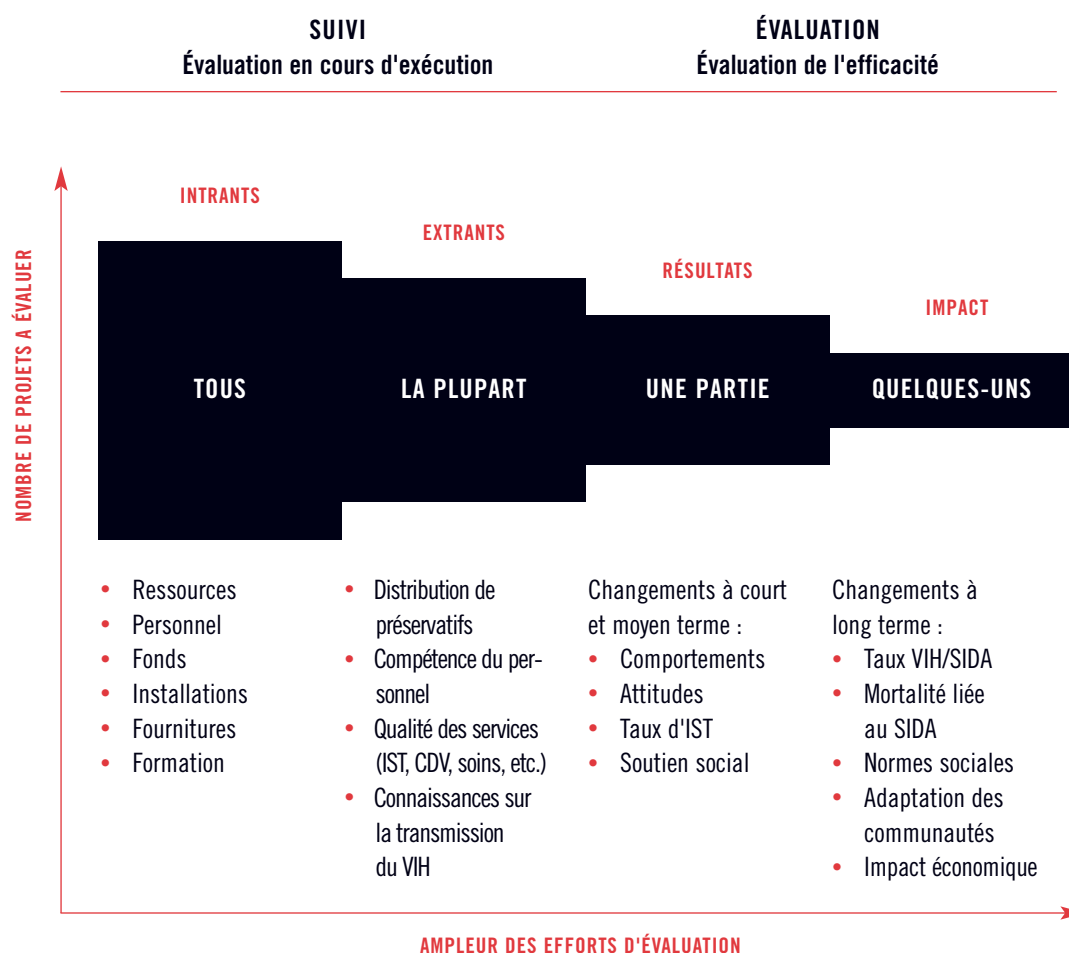 SUIVI
Évaluation en cours d'exécution
ÉVALUATION
Évaluation de l'efficacité
NOMBRE DE PROJETS A ÉVALUER
INTRANTS
EXTRANTS
RÉSULTATS
IMPACT
TOUS
LA PLUPART
UNE PARTIE
QUELQUES-UNS
• Ressources
• Personnel
• Fonds
• Installations
• Fournitures
• Formation
• Distribution de
préservatifs
• Compétence du per-
sonnel
• Qualité des services
(IST, CDV, soins, etc.)
• Connaissances sur
la transmission
du VIH
Changements à court
et moyen terme :
• Comportements
• Attitudes
• Taux d'IST
• Soutien social
Changements à
long terme :
• Taux VIH/SIDA
• Mortalité liée
au SIDA
• Normes sociales
• Adaptation des
communautés
• Impact économique
AMPLEUR DES EFFORTS D'ÉVALUATION